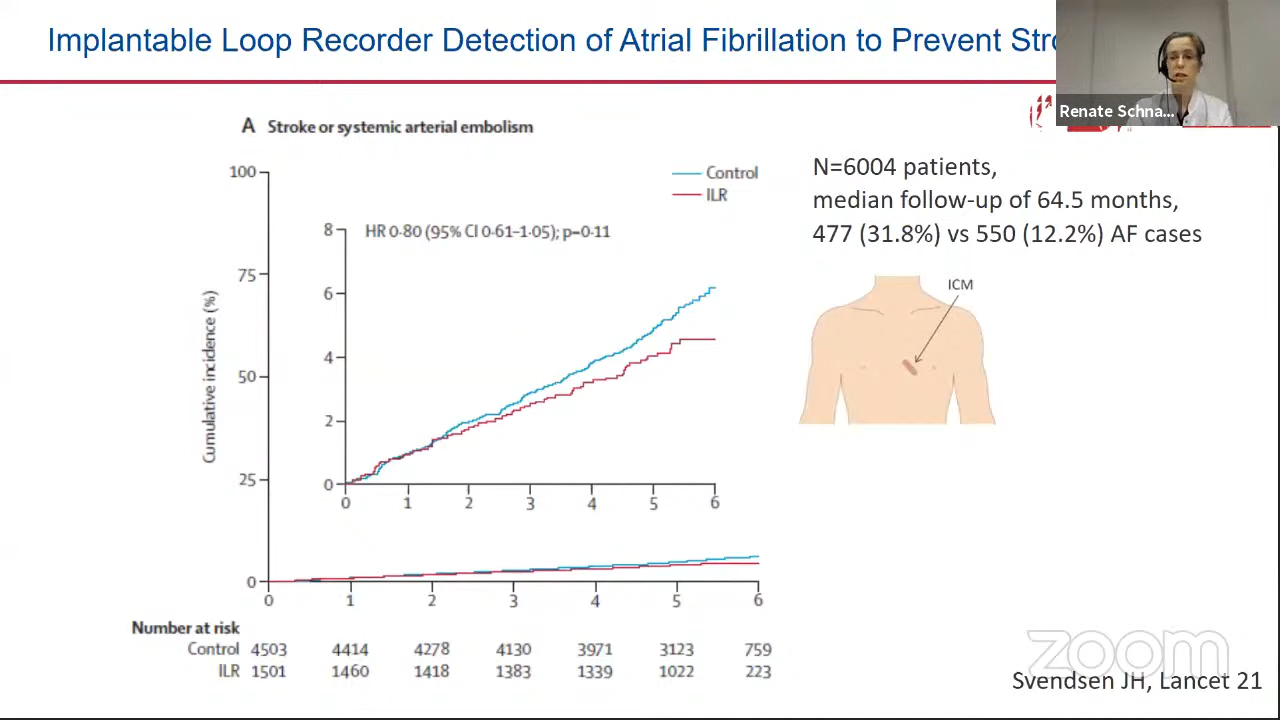 Implantable Loop Recorder Detection of Atrial Fibrillation to Prevent
Renate Schna...
A Stroke or systemic arterial embolism
Control
ILR
HR 0·80 (95% CI 0·61–1·05); p=0·11
Cumulative incidence (%)
100
75
50
25
0
8
6
4
2
0
0 1 2 3 4 5 6
0 1 2 3 4 5 6
Number at risk
Control 4503 4414 4278 4130 3971 3123 759
ILR 1501 1460 1418 1383 1339 1022 223
N=6004 patients,
median follow-up of 64.5 months,
477 (31.8%) vs 550 (12.2%) AF cases
ICM
zoom
Svendsen JH, Lancet 21